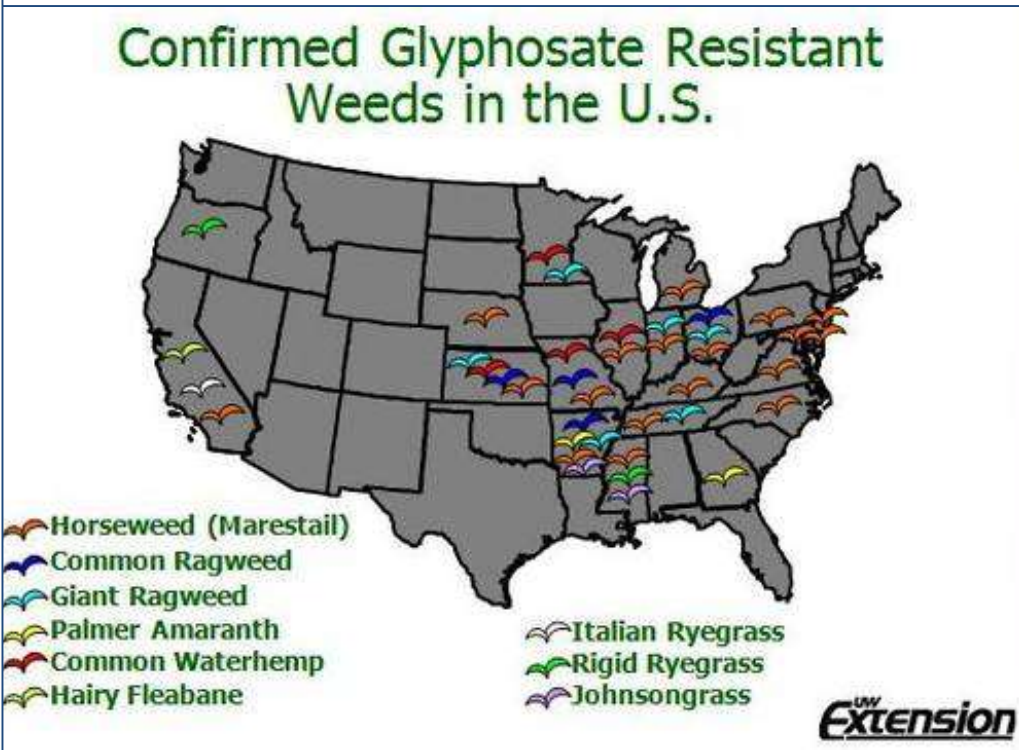 Confirmed Glyphosate Resistant
Weeds in the U.S.
Horseweed (Marestail)
Common Ragweed
Giant Ragweed
Palmer Amaranth
Common Waterhemp
Hairy Fleabane
Italian Ryegrass
Rigid Ryegrass
Johnsongrass
UW
Extension